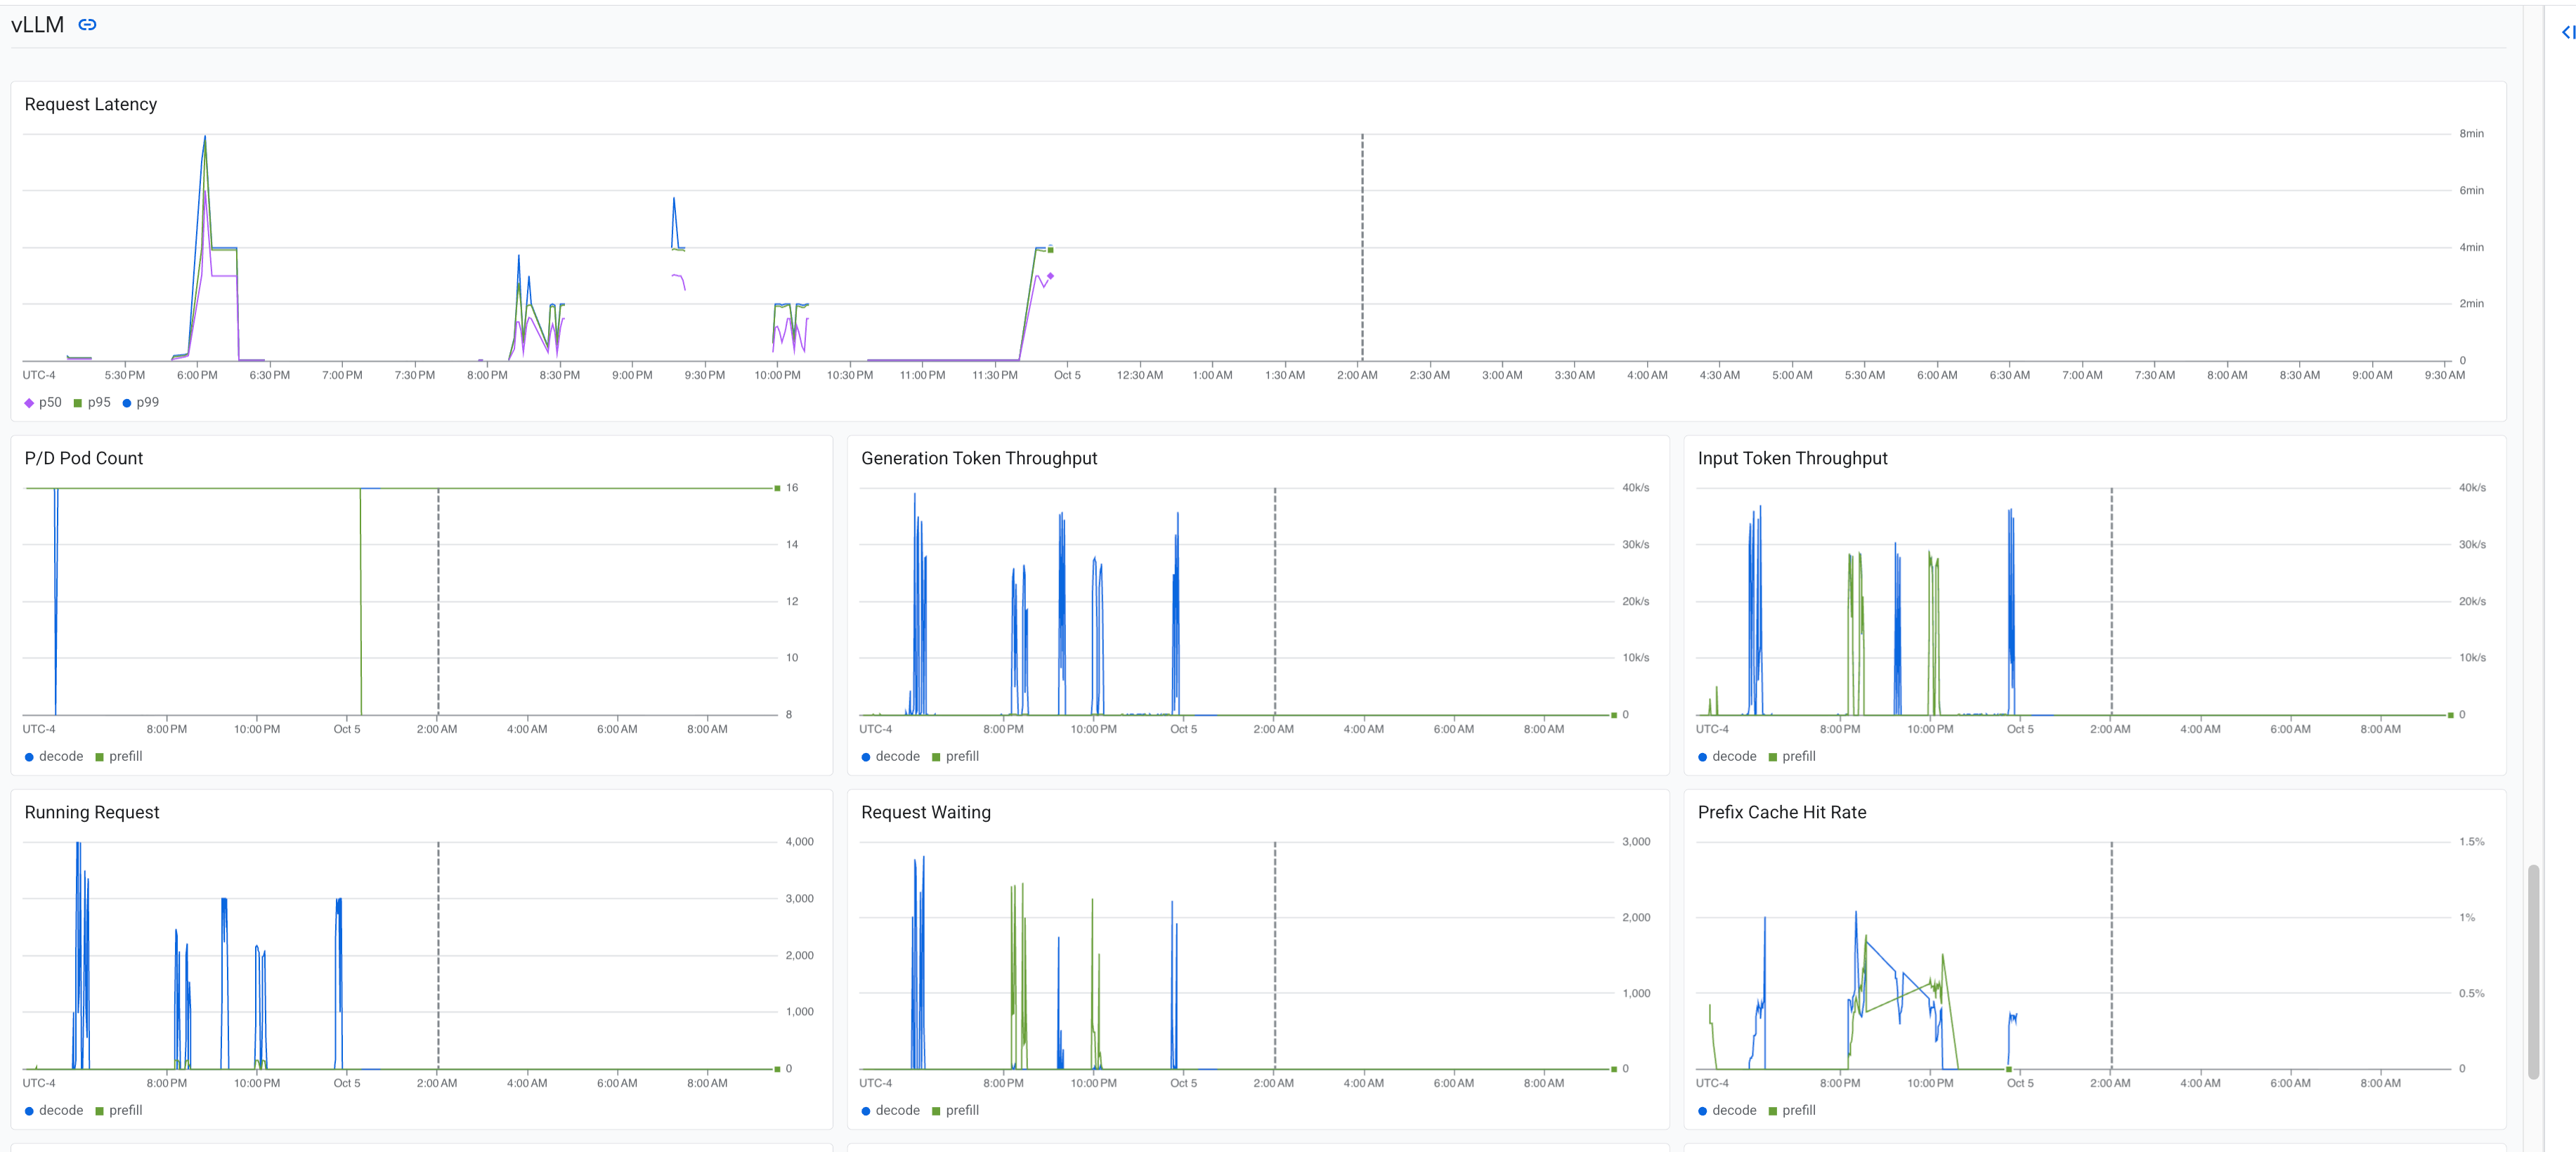 vLLM
Request Latency
8min
6min
4min
2min
0
UTC-4 5:30 PM 6:00 PM 6:30 PM 7:00 PM 7:30 PM 8:00 PM 8:30 PM 9:00 PM 9:30 PM 10:00 PM 10:30 PM 11:00 PM 11:30 PM Oct 5 12:30 AM 1:00 AM 1:30 AM 2:00 AM 2:30 AM 3:00 AM 3:30 AM 4:00 AM 4:30 AM 5:00 AM 5:30 AM 6:00 AM 6:30 AM 7:00 AM 7:30 AM 8:00 AM 8:30 AM 9:00 AM 9:30 AM
p50 p95 p99
P/D Pod Count
16
14
12
10
8
UTC-4 8:00 PM 10:00 PM Oct 5 2:00 AM 4:00 AM 6:00 AM 8:00 AM
decode prefill
Generation Token Throughput
40k/s
30k/s
20k/s
10k/s
0
UTC-4 8:00 PM 10:00 PM Oct 5 2:00 AM 4:00 AM 6:00 AM 8:00 AM
decode prefill
Input Token Throughput
40k/s
30k/s
20k/s
10k/s
0
UTC-4 8:00 PM 10:00 PM Oct 5 2:00 AM 4:00 AM 6:00 AM 8:00 AM
decode prefill
Running Request
4,000
3,000
2,000
1,000
0
UTC-4 8:00 PM 10:00 PM Oct 5 2:00 AM 4:00 AM 6:00 AM 8:00 AM
decode prefill
Request Waiting
3,000
2,000
1,000
0
UTC-4 8:00 PM 10:00 PM Oct 5 2:00 AM 4:00 AM 6:00 AM 8:00 AM
decode prefill
Prefix Cache Hit Rate
1.5%
1%
0.5%
0
UTC-4 8:00 PM 10:00 PM Oct 5 2:00 AM 4:00 AM 6:00 AM 8:00 AM
decode prefill